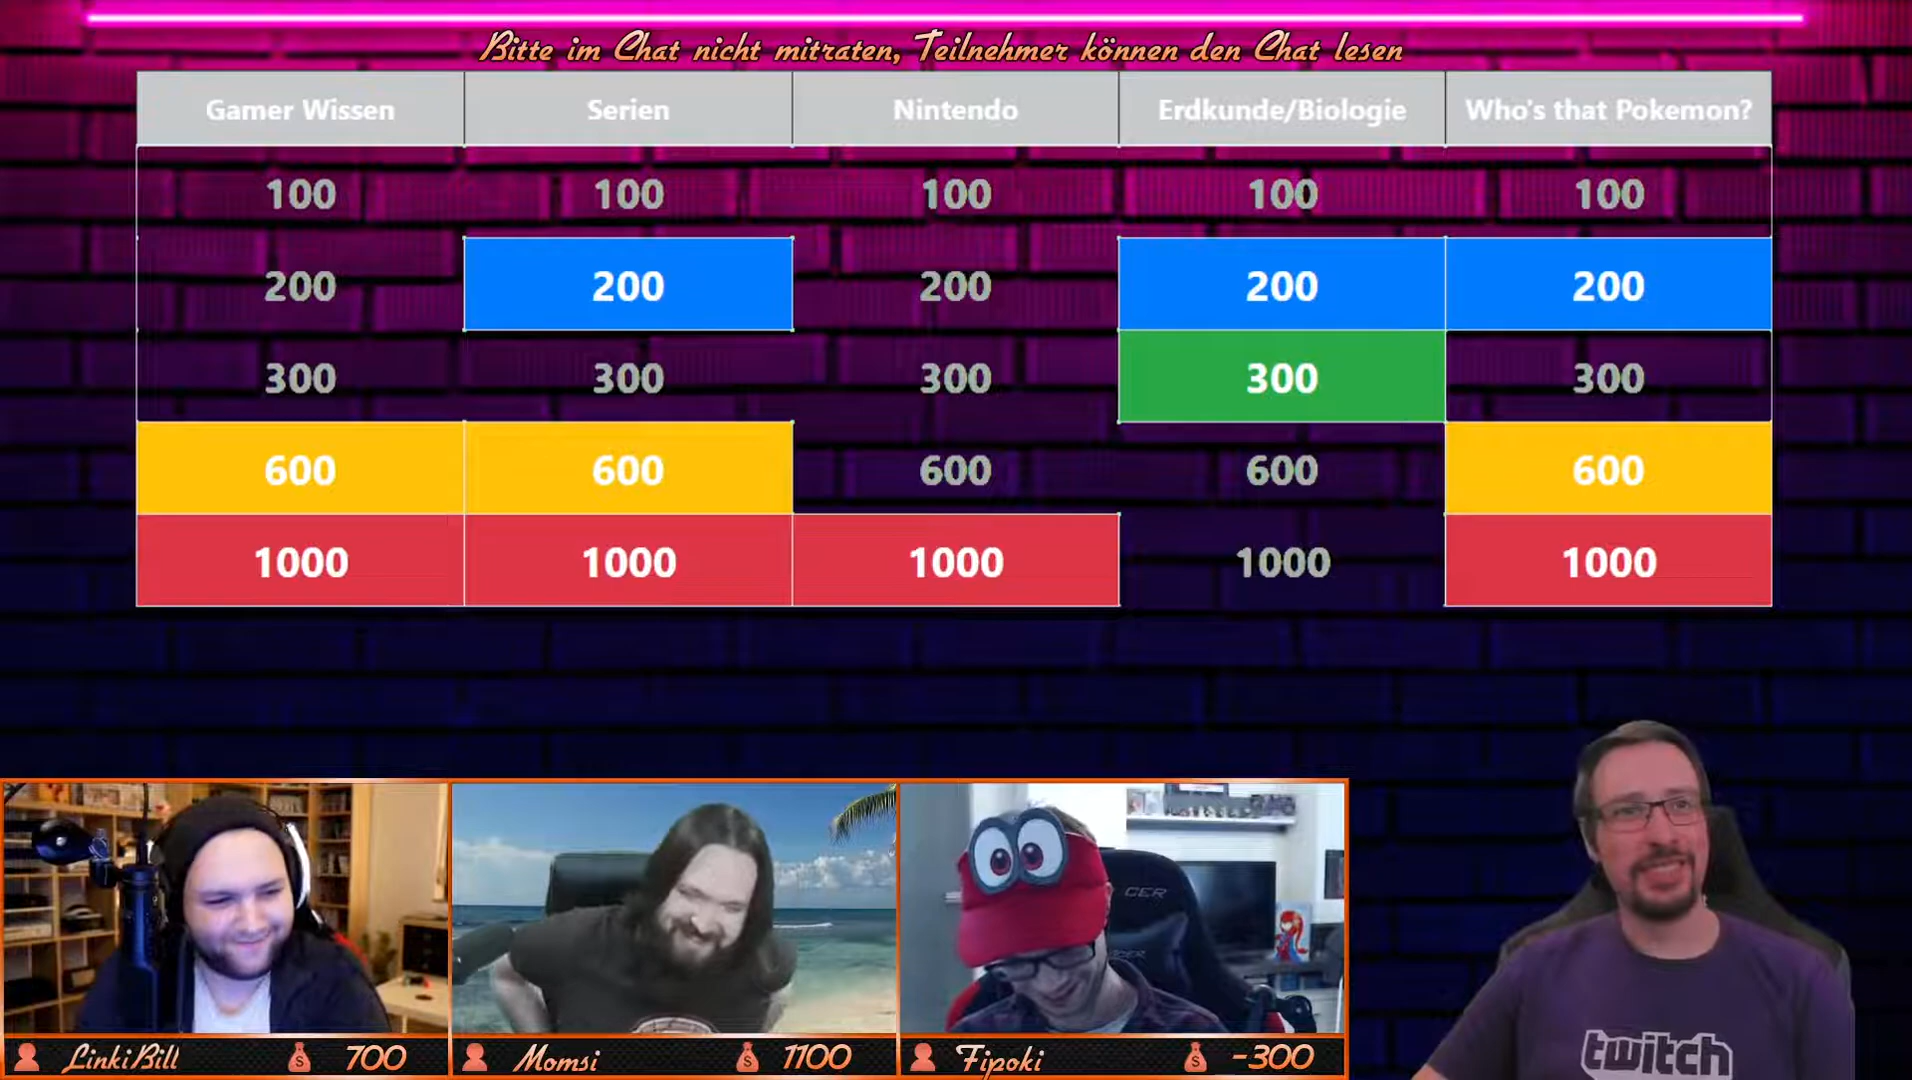 Bitte im Chat nicht mitraten, Teilnehmer können den Chat lesen
Gamer Wissen Serien Nintendo Erdkunde/Biologie Who's that Pokemon?
100 100 100 100 100
200 200 200 200 200
300 300 300 300 300
600 600 600 600 600
1000 1000 1000 1000 1000
GER
twitch
LinkiBill $ 700 Momsi $ 1100 Fipoki $ -300